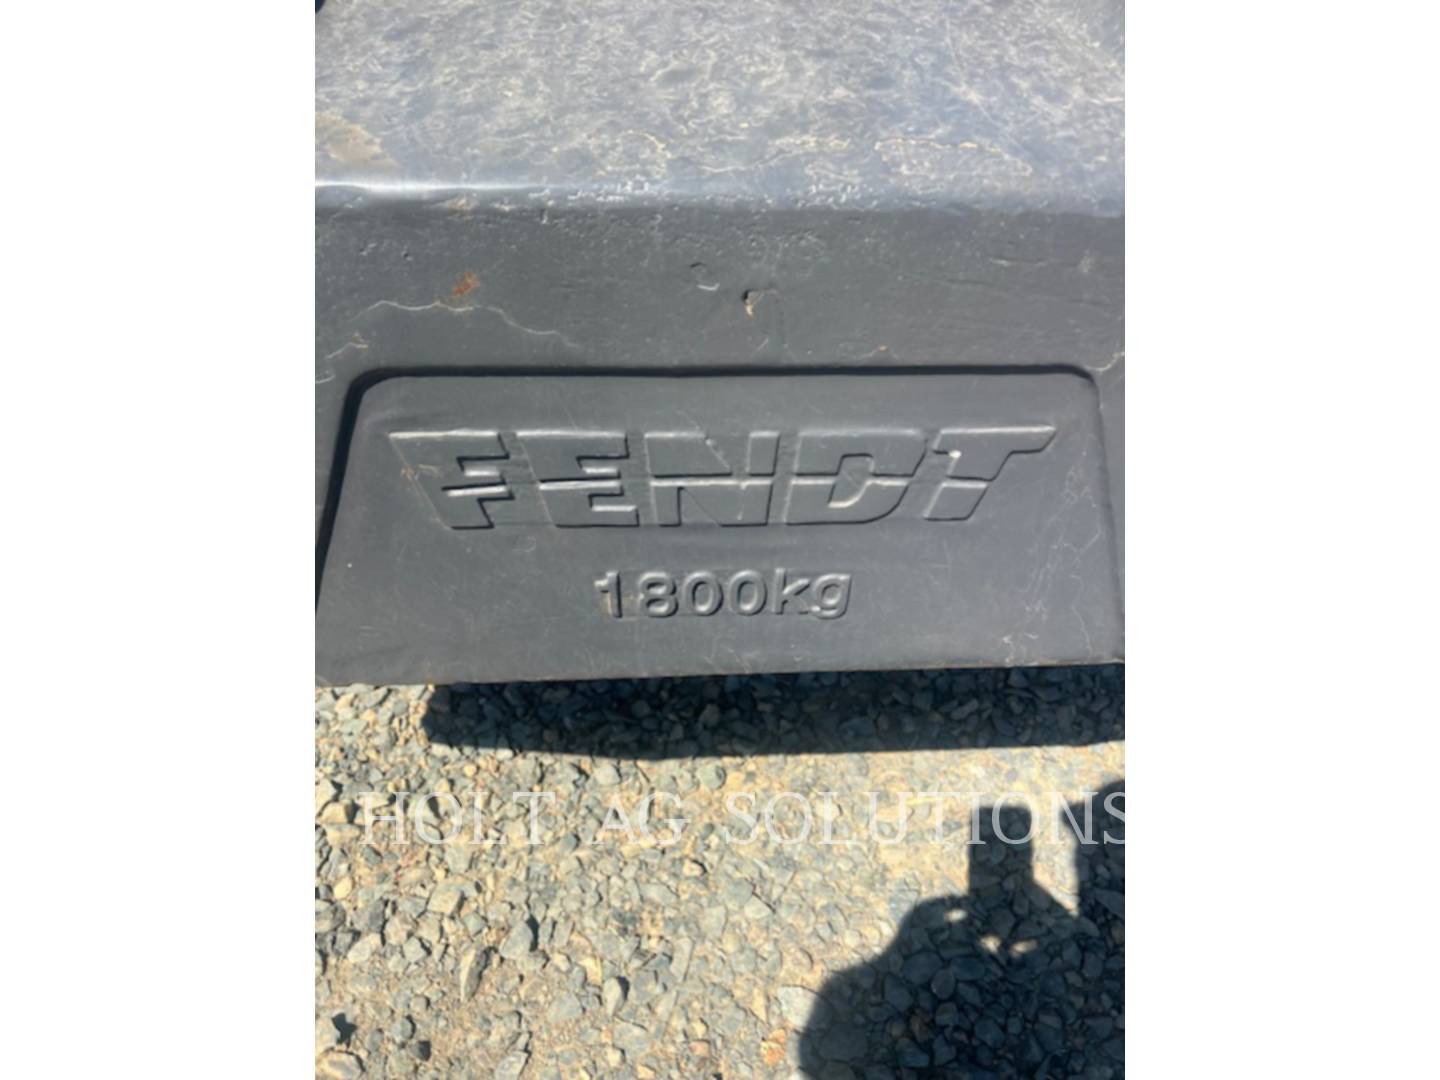 FENDT
1800kg
HOLT AG SOLUTIONS